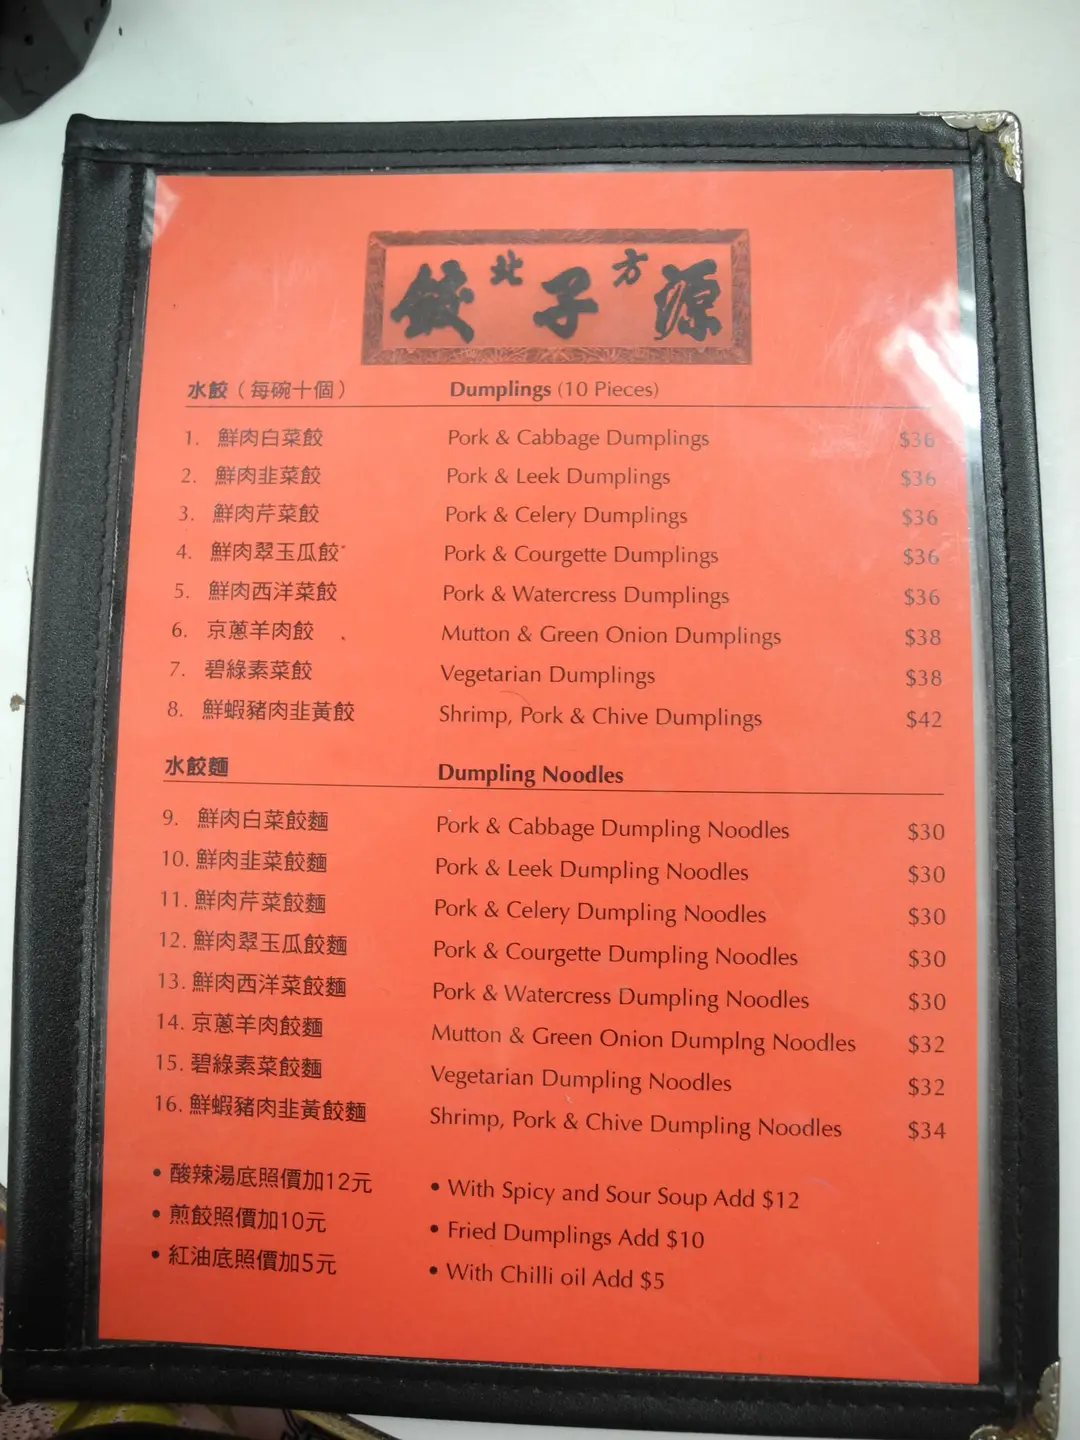 餃北子方源
水餃（每碗十個） Dumplings (10 Pieces)
1. 鮮肉白菜餃 Pork & Cabbage Dumplings $36
2. 鮮肉韭菜餃 Pork & Leek Dumplings $36
3. 鮮肉芹菜餃 Pork & Celery Dumplings $36
4. 鮮肉翠玉瓜餃 Pork & Courgette Dumplings $36
5. 鮮肉西洋菜餃 Pork & Watercress Dumplings $36
6. 京蔥羊肉餃 Mutton & Green Onion Dumplings $38
7. 碧綠素菜餃 Vegetarian Dumplings $38
8. 鮮蝦豬肉韭黃餃 Shrimp, Pork & Chive Dumplings $42
水餃麵 Dumpling Noodles
9. 鮮肉白菜餃麵 Pork & Cabbage Dumpling Noodles $30
10. 鮮肉韭菜餃麵 Pork & Leek Dumpling Noodles $30
11. 鮮肉芹菜餃麵 Pork & Celery Dumpling Noodles $30
12. 鮮肉翠玉瓜餃麵 Pork & Courgette Dumpling Noodles $30
13. 鮮肉西洋菜餃麵 Pork & Watercress Dumpling Noodles $30
14. 京蔥羊肉餃麵 Mutton & Green Onion Dumplng Noodles $32
15. 碧綠素菜餃麵 Vegetarian Dumpling Noodles $32
16. 鮮蝦豬肉韭黃餃麵 Shrimp, Pork & Chive Dumpling Noodles $34
• 酸辣湯底照價加12元 • With Spicy and Sour Soup Add $12
• 煎餃照價加10元 • Fried Dumplings Add $10
• 紅油底照價加5元 • With Chilli oil Add $5